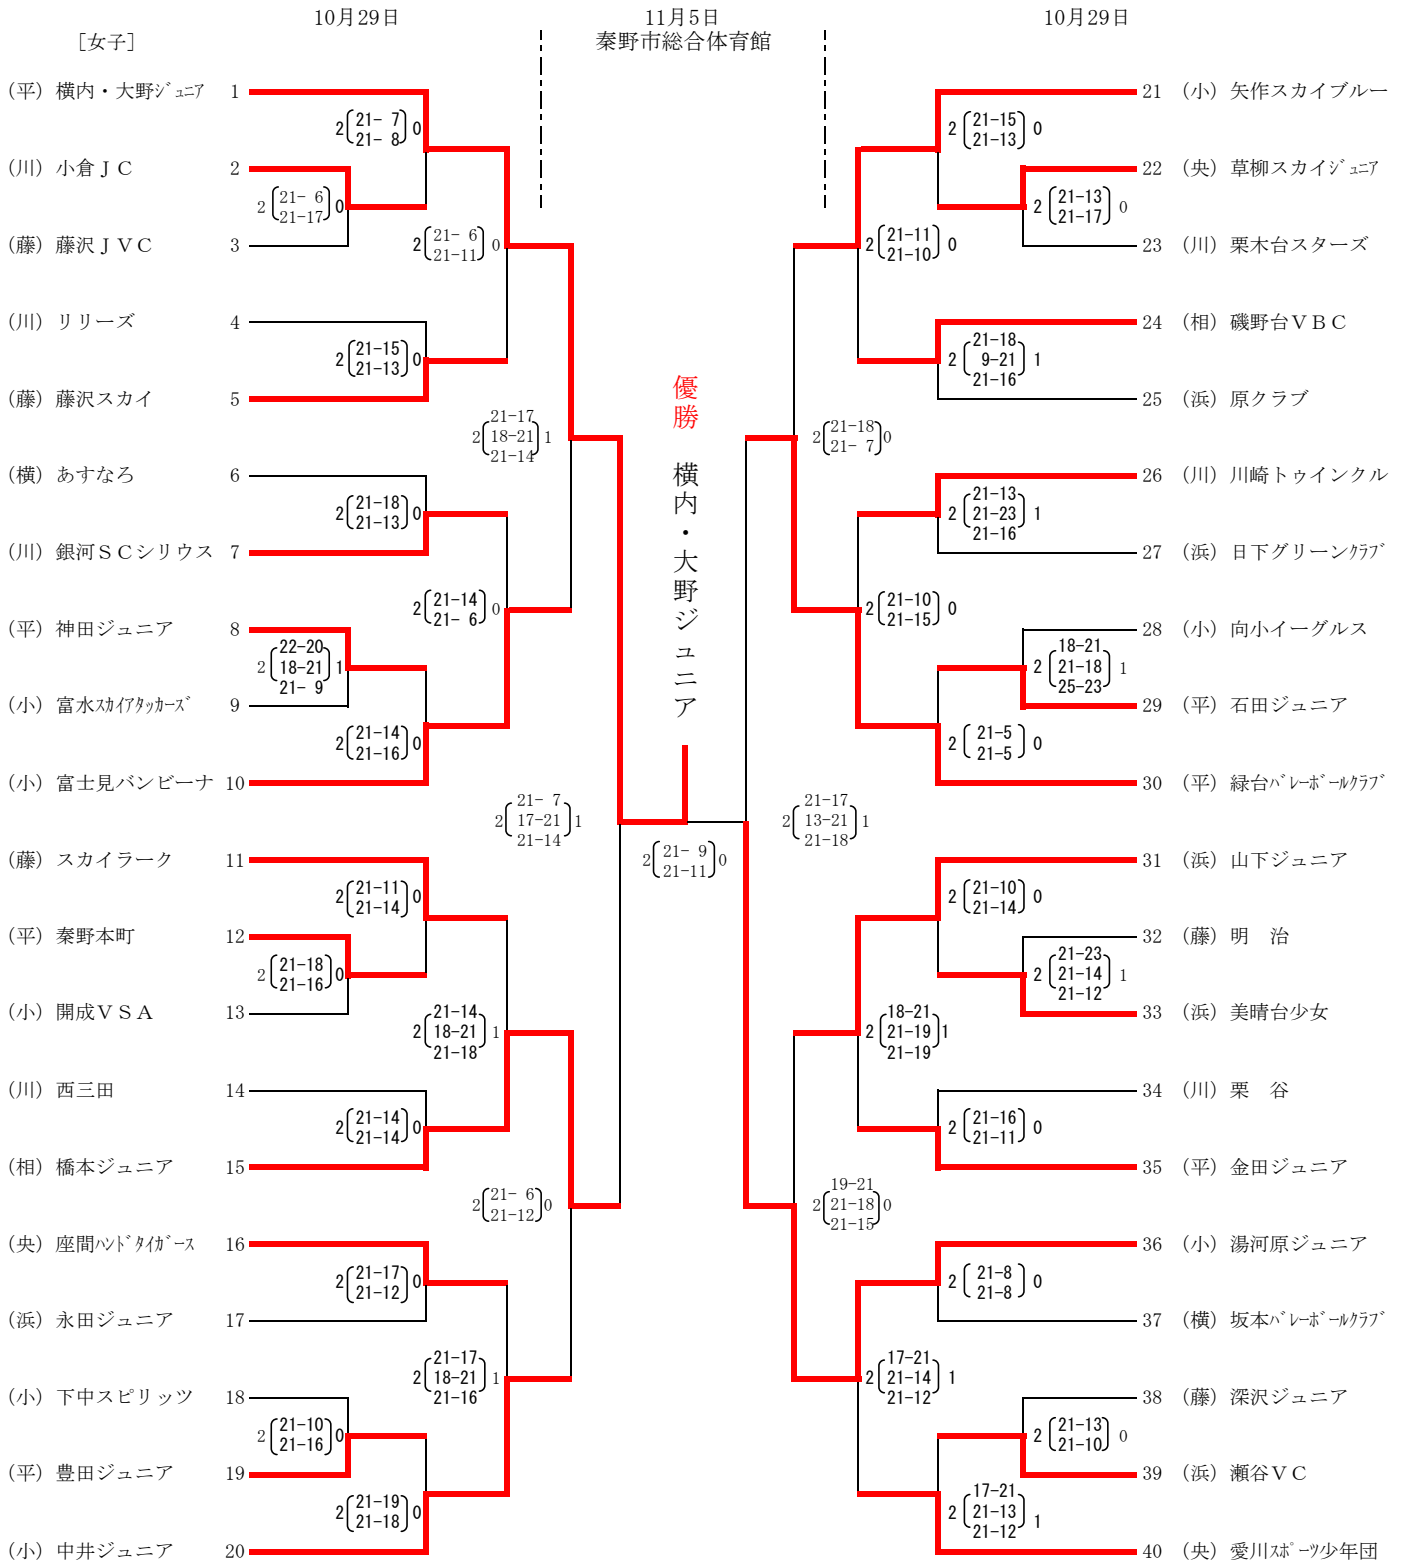 10月29日
11月5日
10月29日
［女子］
秦野市総合体育館
（平） 横内・大野ジュニア 1
2 21- 7 0
21- 8
（川） 小倉ＪＣ 2
2 21- 6 0
21-17
（藤） 藤沢ＪＶＣ 3
2 21- 6 0
21-11
（川） リリーズ 4
2 21-15 0
21-13
（藤） 藤沢スカイ 5
21-17
2 18-21 1
21-14
（横） あすなろ 6
2 21-18 0
21-13
（川） 銀河ＳＣシリウス 7
2 21-14 0
21- 6
（平） 神田ジュニア 8
22-20
2 18-21 1
21- 9
（小） 富水スカイアタッカーズ 9
2 21-14 0
21-16
（小） 富士見バンビーナ 10
21- 7
2 17-21 1
21-14
（藤） スカイラーク 11
2 21-11 0
21-14
（平） 秦野本町 12
2 21-18 0
21-16
（小） 開成ＶＳＡ 13
21-14
2 18-21 1
21-18
（川） 西三田 14
2 21-14 0
21-14
（相） 橋本ジュニア 15
2 21- 6 0
21-12
（央） 座間ハンドタイガース 16
2 21-17 0
21-12
（浜） 永田ジュニア 17
21-17
2 18-21 1
21-16
（小） 下中スピリッツ 18
2 21-10 0
21-16
（平） 豊田ジュニア 19
2 21-19 0
21-18
（小） 中井ジュニア 20
優勝 横内・大野ジュニア
2 21- 9 0
21-11
21 （小） 矢作スカイブルー
2 21-15 0
21-13
22 （央） 草柳スカイジュニア
2 21-13 0
21-17
23 （川） 栗木台スターズ
2 21-11 0
21-10
24 （相） 磯野台ＶＢＣ
21-18
2 9-21 1
21-16
25 （浜） 原クラブ
2 21-18 0
21- 7
26 （川） 川崎トゥインクル
21-13
2 21-23 1
21-16
27 （浜） 日下グリーンクラブ
2 21-10 0
21-15
28 （小） 向小イーグルス
18-21
2 21-18 1
25-23
29 （平） 石田ジュニア
2 21-5 0
21-5
30 （平） 緑台バレーボールクラブ
21-17
2 13-21 1
21-18
31 （浜） 山下ジュニア
2 21-10 0
21-14
32 （藤） 明　治
21-23
2 21-14 1
21-12
33 （浜） 美晴台少女
18-21
2 21-19 1
21-19
34 （川） 栗　谷
2 21-16 0
21-11
35 （平） 金田ジュニア
19-21
2 21-18 0
21-15
36 （小） 湯河原ジュニア
2 21-8 0
21-8
37 （横） 坂本バレーボールクラブ
17-21
2 21-14 1
21-12
38 （藤） 深沢ジュニア
2 21-13 0
21-10
39 （浜） 瀬谷ＶＣ
17-21
2 21-13 1
21-12
40 （央） 愛川スポーツ少年団